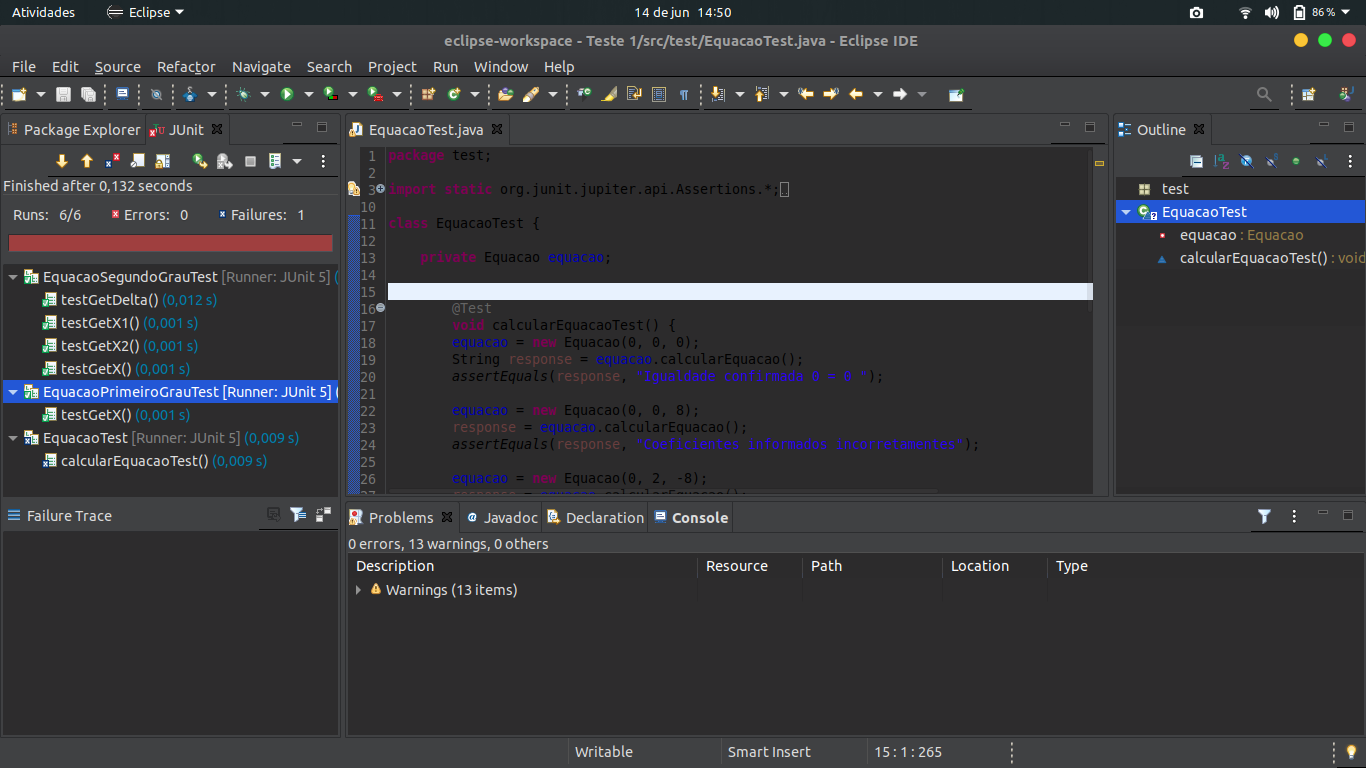 Atividades Eclipse 14 de jun 14:50 86%
eclipse-workspace - Teste 1/src/test/EquacaoTest.java - Eclipse IDE
File Edit Source Refactor Navigate Search Project Run Window Help
Package Explorer JUnit
Finished after 0,132 seconds
Runs: 6/6 Errors: 0 Failures: 1
EquacaoSegundoGrauTest [Runner: JUnit 5] (
testGetDelta() (0,012 s)
testGetX1() (0,001 s)
testGetX2() (0,001 s)
testGetX() (0,001 s)
EquacaoPrimeiroGrauTest [Runner: JUnit 5] (
testGetX() (0,001 s)
EquacaoTest [Runner: JUnit 5] (0,009 s)
calcularEquacaoTest() (0,009 s)
Failure Trace
EquacaoTest.java
1 package test;
2
3 import static org.junit.jupiter.api.Assertions.*;
10
11 class EquacaoTest {
12
13 private Equacao equacao;
14
15
16 @Test
17 void calcularEquacaoTest() {
18 equacao = new Equacao(0, 0, 0);
19 String response = equacao.calcularEquacao();
20 assertEquals(response, "Igualdade confirmada 0 = 0 ");
21
22 equacao = new Equacao(0, 0, 8);
23 response = equacao.calcularEquacao();
24 assertEquals(response, "Coeficientes informados incorretamentes");
25
26 equacao = new Equacao(0, 2, -8);
27 response = equacao.calcularEquacao();
Outline
test
EquacaoTest
equacao : Equacao
calcularEquacaoTest() : void
Problems Javadoc Declaration Console
0 errors, 13 warnings, 0 others
Description Resource Path Location Type
Warnings (13 items)
Writable Smart Insert 15 : 1 : 265